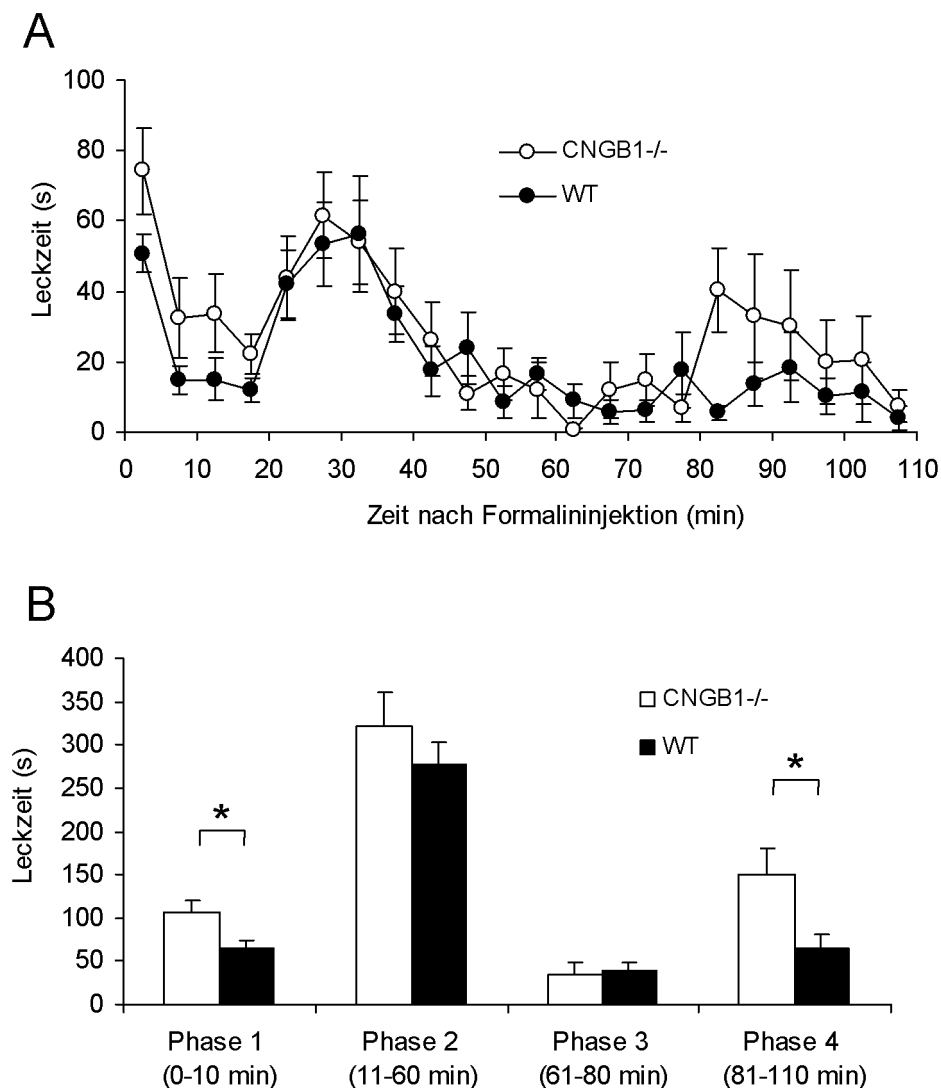 A
100
80
60
40
20
0
Leckzeit (s)
CNGB1-/-
WT
0 10 20 30 40 50 60 70 80 90 100 110
Zeit nach Formalininjektion (min)
B
400
350
300
250
200
150
100
50
0
Leckzeit (s)
CNGB1-/-
WT
*
*
Phase 1 Phase 2 Phase 3 Phase 4
(0-10 min) (11-60 min) (61-80 min) (81-110 min)